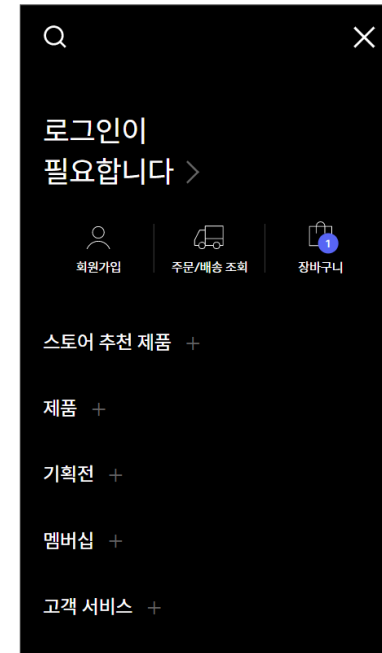 로그인이
필요합니다
회원가입
주문/배송 조회
1
장바구니
스토어 추천 제품
제품
기획전
멤버십
고객 서비스